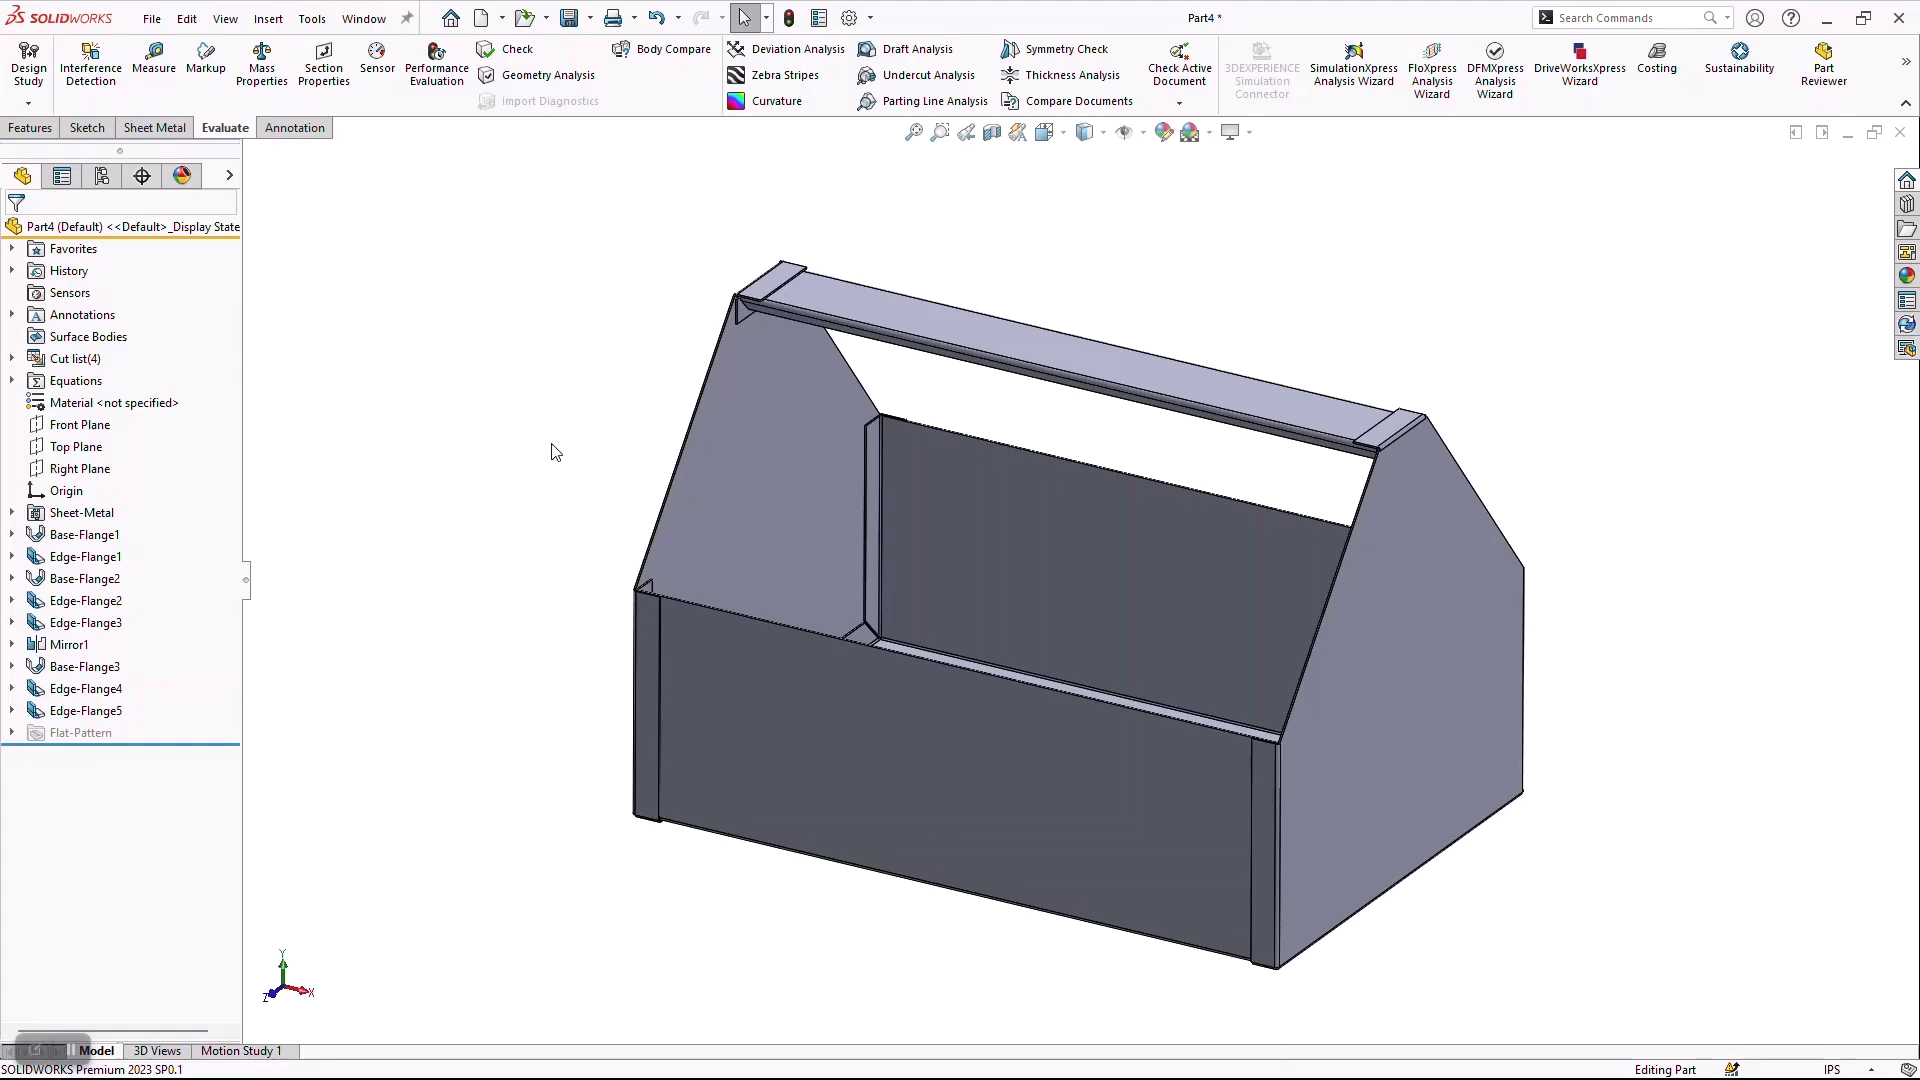 SOLIDWORKS File Edit View Insert Tools Window Part4 * Search Commands
Design Study
Interference Detection
Measure
Markup
Mass Properties
Section Properties
Sensor
Performance Evaluation
Check
Geometry Analysis
Import Diagnostics
Body Compare
Deviation Analysis
Zebra Stripes
Curvature
Draft Analysis
Undercut Analysis
Parting Line Analysis
Symmetry Check
Thickness Analysis
Compare Documents
Check Active Document
3DEXPERIENCE Simulation Connector
SimulationXpress Analysis Wizard
FloXpress Analysis Wizard
DFMXpress Analysis Wizard
DriveWorksXpress Wizard
Costing
Sustainability
Part Reviewer
Features Sketch Sheet Metal Evaluate Annotation
Part4 (Default) <<Default>_Display State
Favorites
History
Sensors
Annotations
Surface Bodies
Cut list(4)
Equations
Material <not specified>
Front Plane
Top Plane
Right Plane
Origin
Sheet-Metal
Base-Flange1
Edge-Flange1
Base-Flange2
Edge-Flange2
Edge-Flange3
Mirror1
Base-Flange3
Edge-Flange4
Edge-Flange5
Flat-Pattern
Y
Z X
Model 3D Views Motion Study 1
SOLIDWORKS Premium 2023 SP0.1 Editing Part IPS